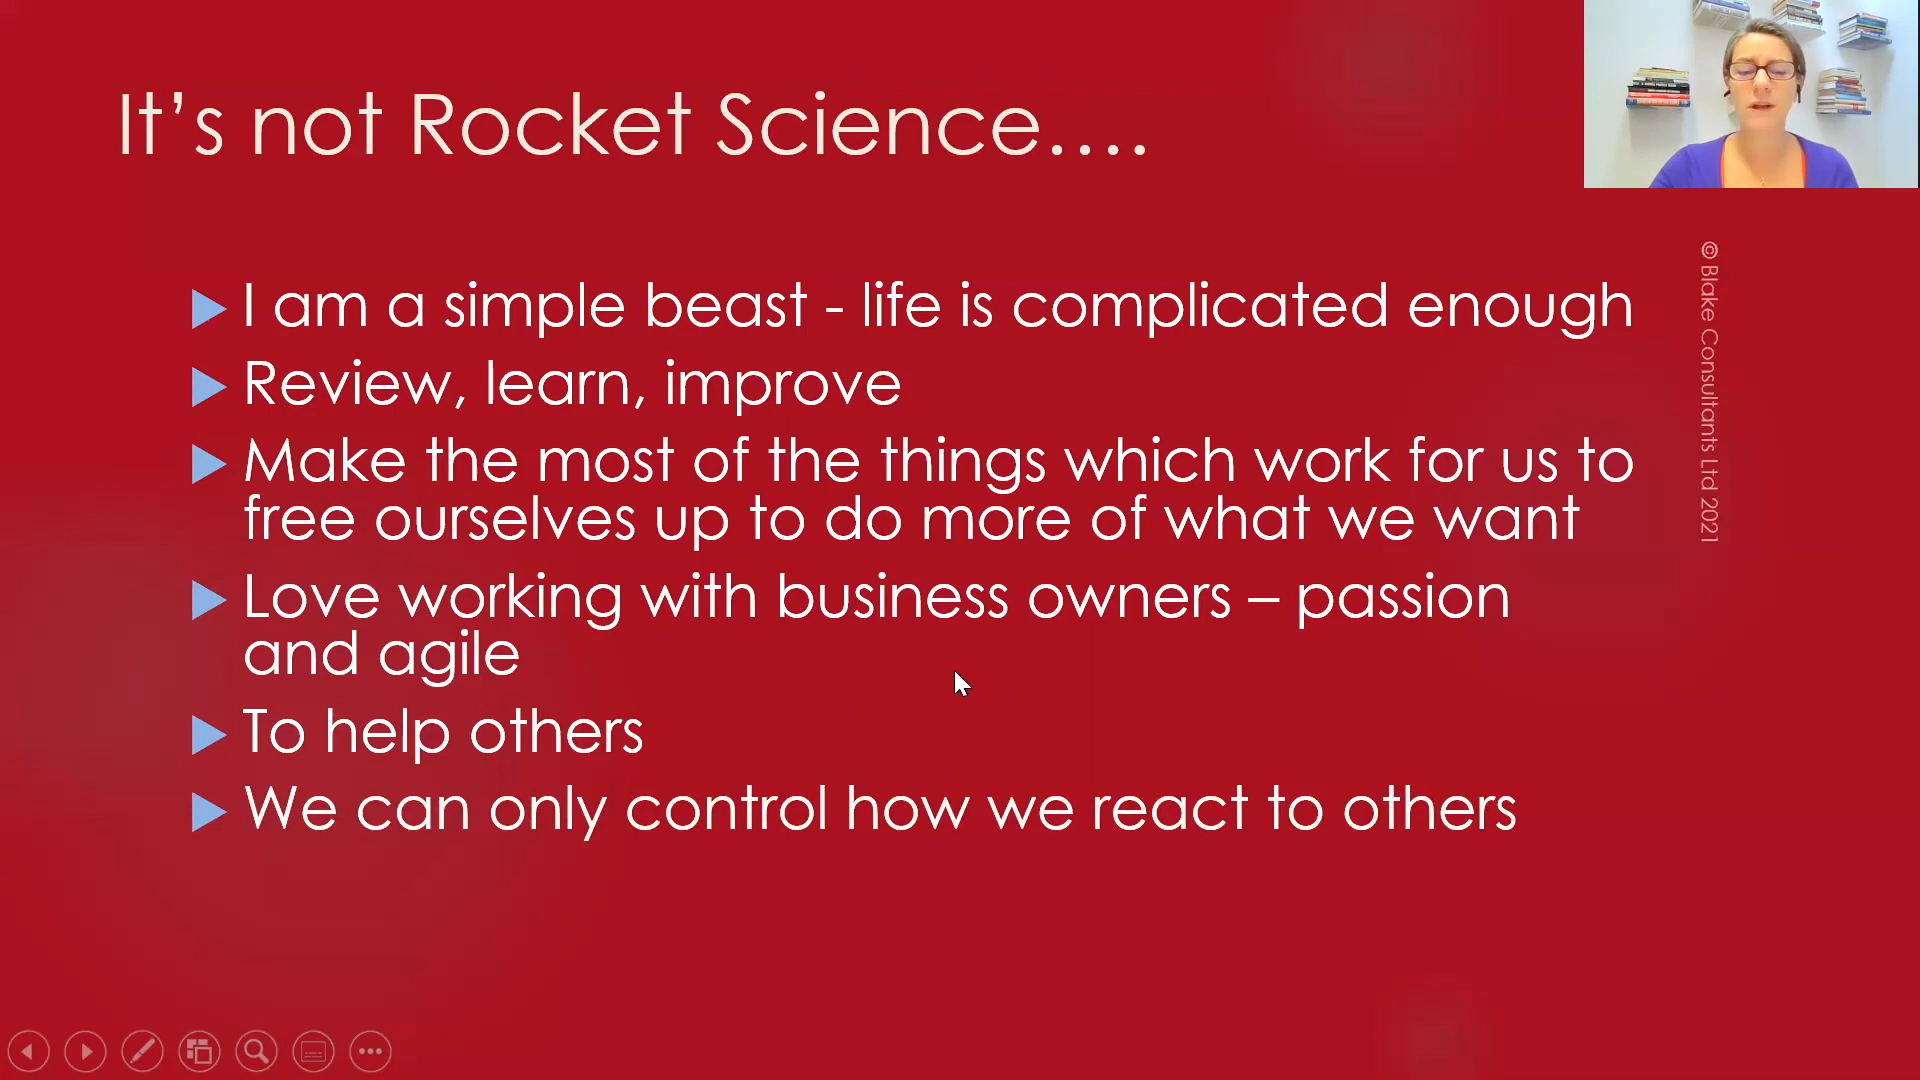 It’s not Rocket Science....
I am a simple beast - life is complicated enough
Review, learn, improve
Make the most of the things which work for us to
free ourselves up to do more of what we want
Love working with business owners – passion
and agile
To help others
We can only control how we react to others
© Blake Consultants Ltd 2021